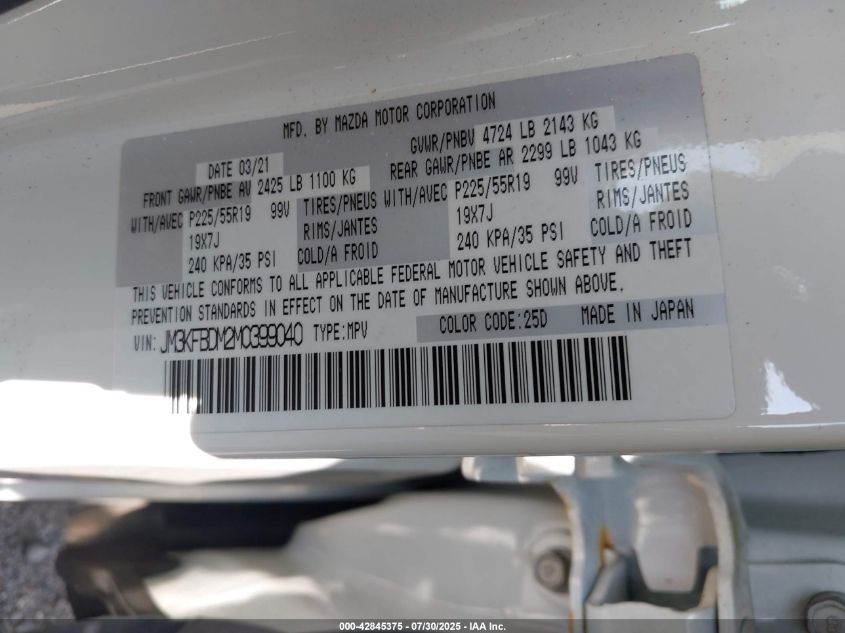 MFD. BY MAZDA MOTOR CORPORATION
DATE 03/21 GVWR/PNBV 4724 LB 2143 KG
FRONT GAWR/PNBE AV 2425 LB 1100 KG REAR GAWR/PNBE AR 2299 LB 1043 KG
WITH/AVEC P225/55R19 99V TIRES/PNEUS WITH/AVEC P225/55R19 99V TIRES/PNEUS
19X7J RIMS/JANTES 19X7J RIMS/JANTES
240 KPA/35 PSI COLD/A FROID 240 KPA/35 PSI COLD/A FROID
THIS VEHICLE CONFORMS TO ALL APPLICABLE FEDERAL MOTOR VEHICLE SAFETY AND THEFT
PREVENTION STANDARDS IN EFFECT ON THE DATE OF MANUFACTURE SHOWN ABOVE.
VIN: JM3KFBDM2M0399040 TYPE:MPV COLOR CODE:25D MADE IN JAPAN
000-42845375 - 07/30/2025 - IAA Inc.